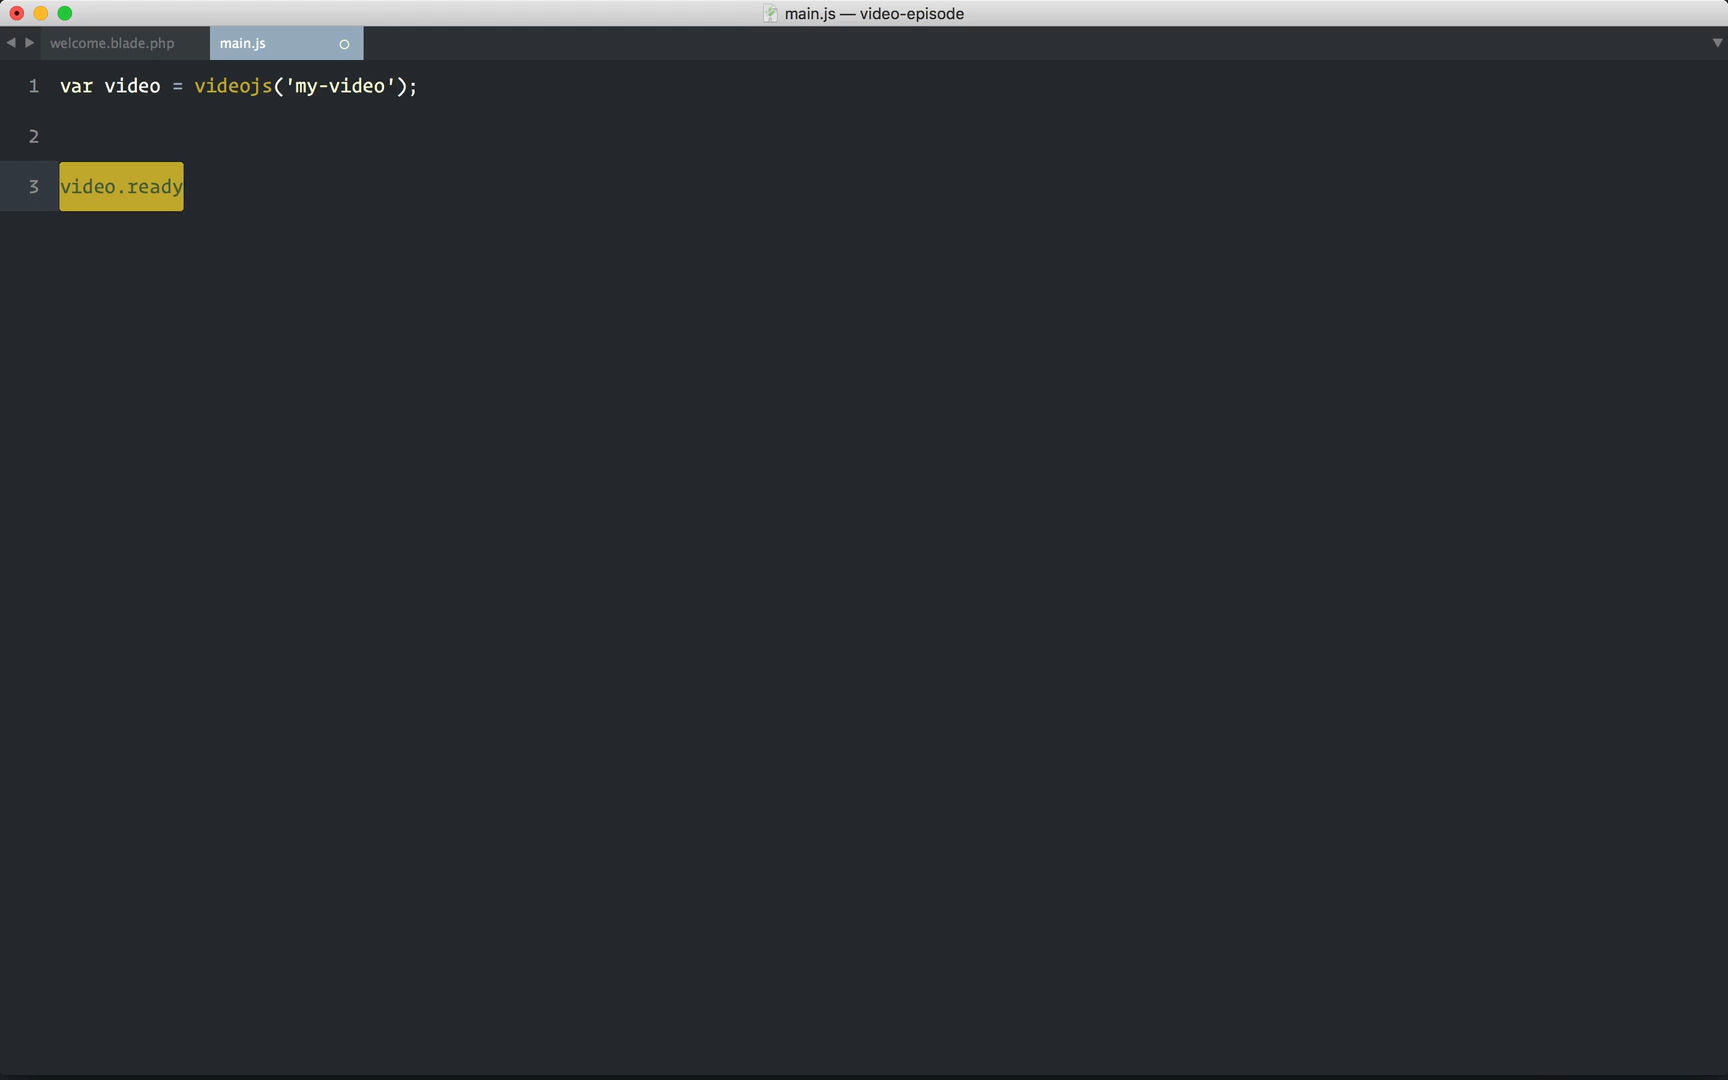 main.js — video-episode
welcome.blade.php
main.js
1 var video = videojs('my-video');
2
3 video.ready